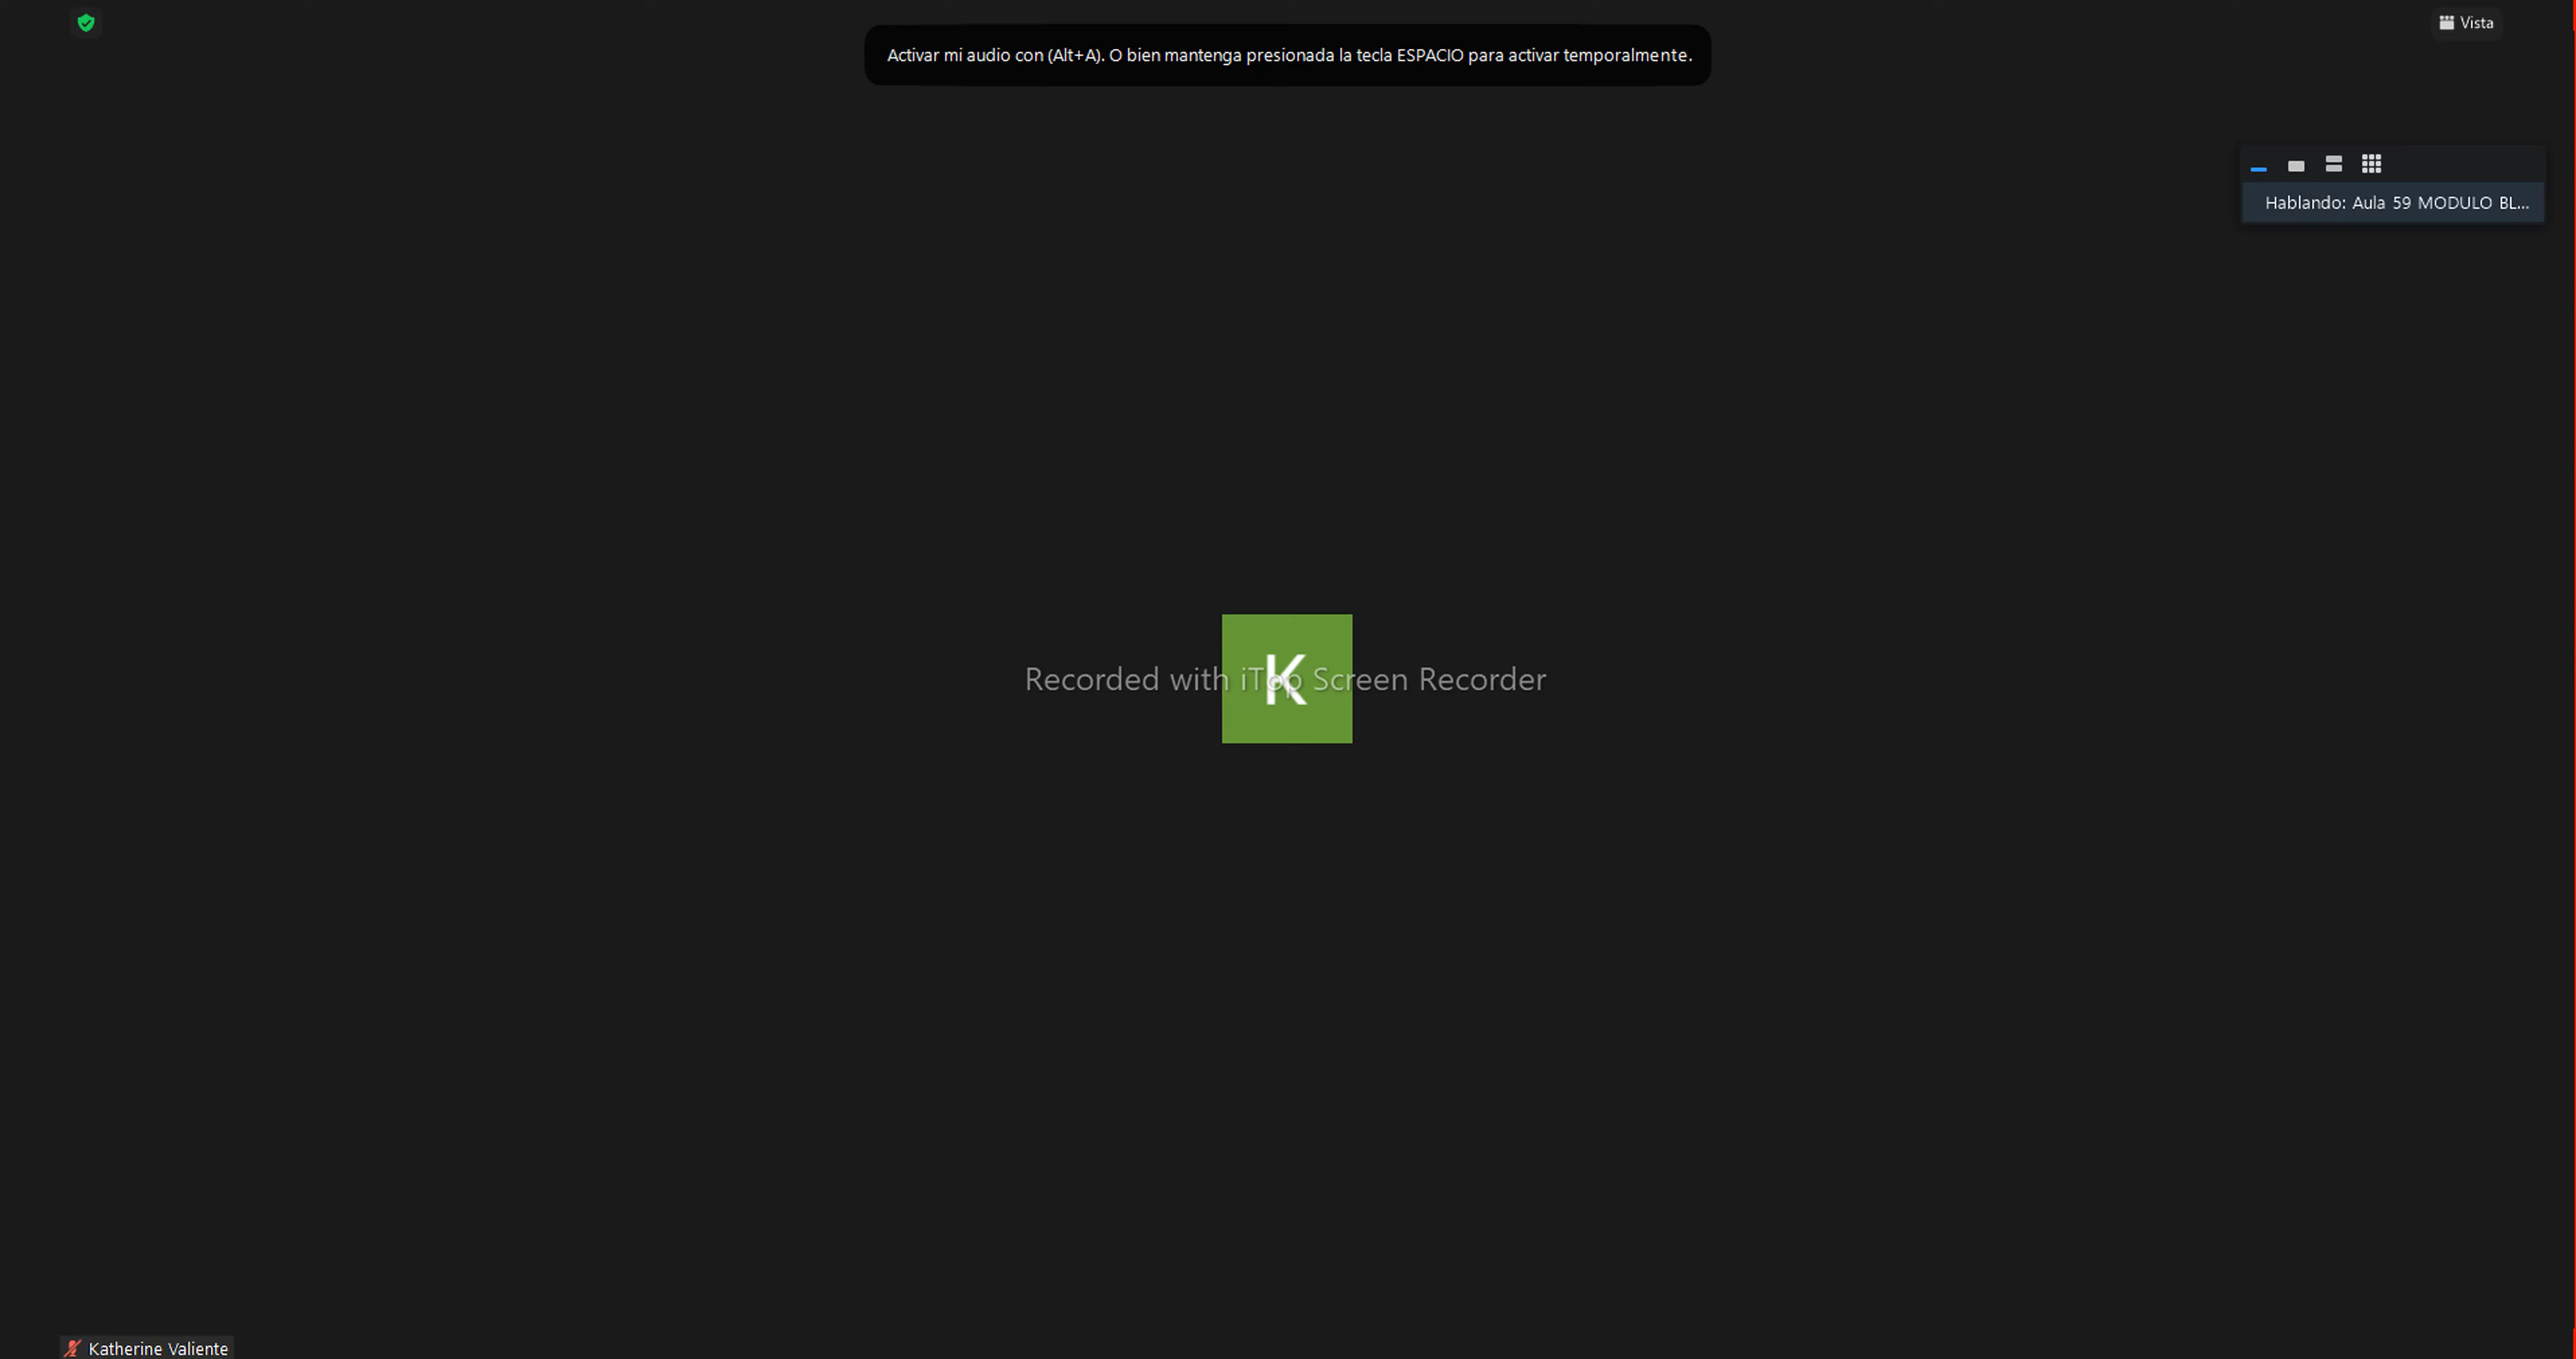 Vista
Activar mi audio con (Alt+A). O bien mantenga presionada la tecla ESPACIO para activar temporalmente.
Hablando: Aula 59 MODULO BL...
K
Recorded with iTop Screen Recorder
Katherine Valiente